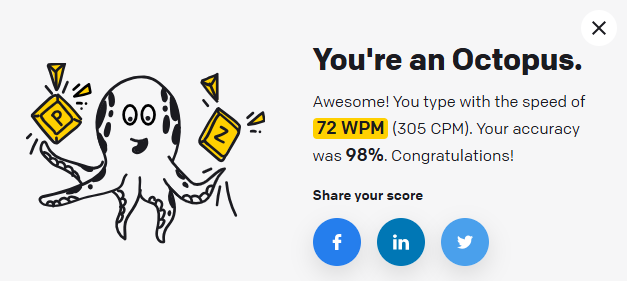 You're an Octopus.
Awesome! You type with the speed of
72 WPM (305 CPM). Your accuracy
was 98%. Congratulations!
Share your score
P
Z
f
in